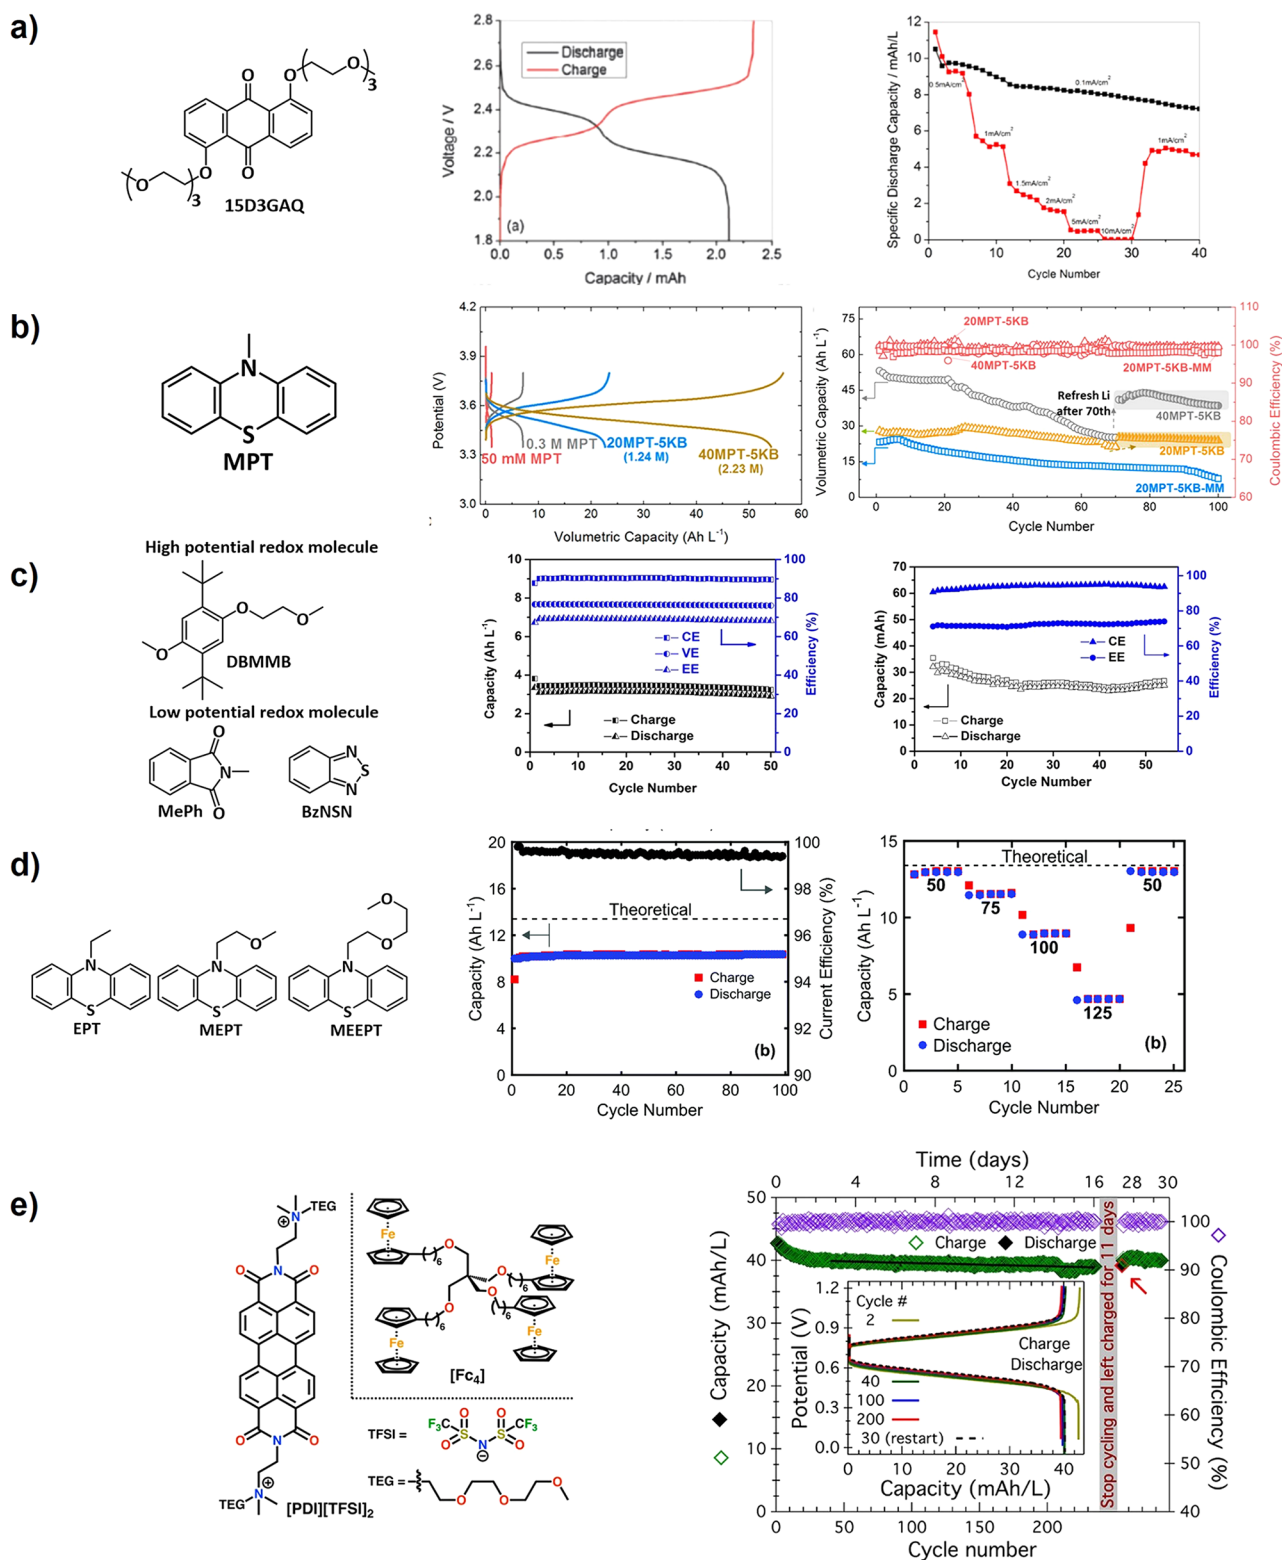 a)
O
O
O
O
3
O
O
O
3
15D3GAQ
2.8
2.6
2.4
2.2
2.0
1.8
Voltage / V
Discharge
Charge
(a)
0.0 0.5 1.0 1.5 2.0 2.5
Capacity / mAh
12
10
8
6
4
2
0
Specific Discharge Capacity / mAh/L
0.5mA/cm2
0.1mA/cm2
1mA/cm2
1.5mA/cm2
2mA/cm2
5mA/cm2
10mA/cm2
1mA/cm2
0 10 20 30 40
Cycle Number
b)
N
S
MPT
4.2
3.9
3.6
3.3
3.0
Potential (V)
0.3 M MPT
50 mM MPT
20MPT-5KB
(1.24 M)
40MPT-5KB
(2.23 M)
0 10 20 30 40 50 60
Volumetric Capacity (Ah L-1)
75
60
45
30
15
0
Volumetric Capacity (Ah L-1)
20MPT-5KB
40MPT-5KB
20MPT-5KB-MM
Refresh Li
after 70th
40MPT-5KB
20MPT-5KB
20MPT-5KB-MM
110
100
90
80
70
60
Coulombic Efficiency (%)
0 20 40 60 80 100
Cycle Number
c)
High potential redox molecule
O
O
O
DBMMB
Low potential redox molecule
O
N
O
MePh
N
S
N
BzNSN
10
8
6
4
2
0
Capacity (Ah L-1)
CE
VE
EE
Charge
Discharge
100
80
60
40
20
0
Efficiency (%)
0 10 20 30 40 50
Cycle Number
70
60
50
40
30
20
10
0
Capacity (mAh)
CE
EE
Charge
Discharge
100
80
60
40
20
0
Efficiency (%)
0 10 20 30 40 50
Cycle Number
d)
N
S
EPT
O
N
S
MEPT
O
O
N
S
MEEPT
20
16
12
8
4
0
Capacity (Ah L-1)
Theoretical
Charge
Discharge
(b)
100
98
96
94
92
90
Current Efficiency (%)
0 20 40 60 80 100
Cycle Number
15
10
5
0
Capacity (Ah L-1)
Theoretical
50
75
100
125
50
Charge
Discharge
(b)
0 5 10 15 20 25
Cycle Number
e)
TEG
N
⊕
N
O O
O O
N
⊕
TEG N
[PDI][TFSI]2
Fe
Fe
Fe
Fe
O
O
O
O
6
6
6
6
[Fc4]
TFSI =
F3C
CF3
O O
S S
O O
N
⊖
TEG =
O
O
O
Time (days)
0 4 8 12 14 16 28 30
50
40
30
20
10
0
Capacity (mAh/L)
Charge
Discharge
Stop cycling and left charged for 11 days
Cycle #
2
40
100
200
30 (restart)
Charge
Discharge
1.2
0.9
0.6
0.3
0.0
Potential (V)
0 10 20 30 40
Capacity (mAh/L)
100
90
80
70
60
50
40
Coulombic Efficiency (%)
0 50 100 150 200
Cycle number